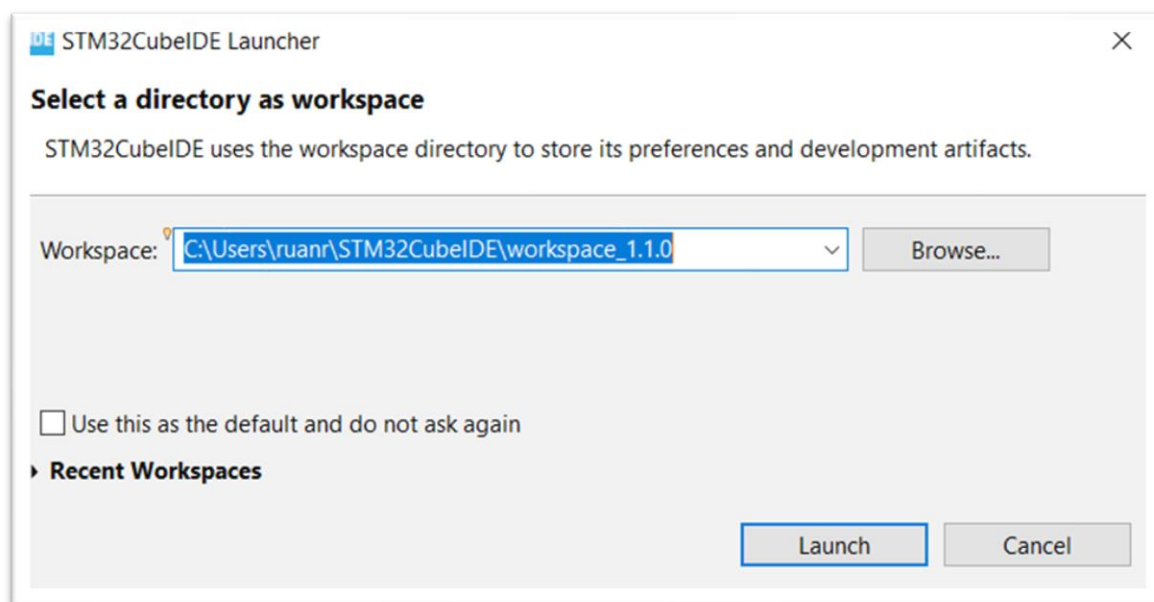 IDE STM32CubeIDE Launcher
Select a directory as workspace
STM32CubeIDE uses the workspace directory to store its preferences and development artifacts.
Workspace: C:\Users\ruanr\STM32CubeIDE\workspace_1.1.0 Browse...
Use this as the default and do not ask again
Recent Workspaces
Launch Cancel